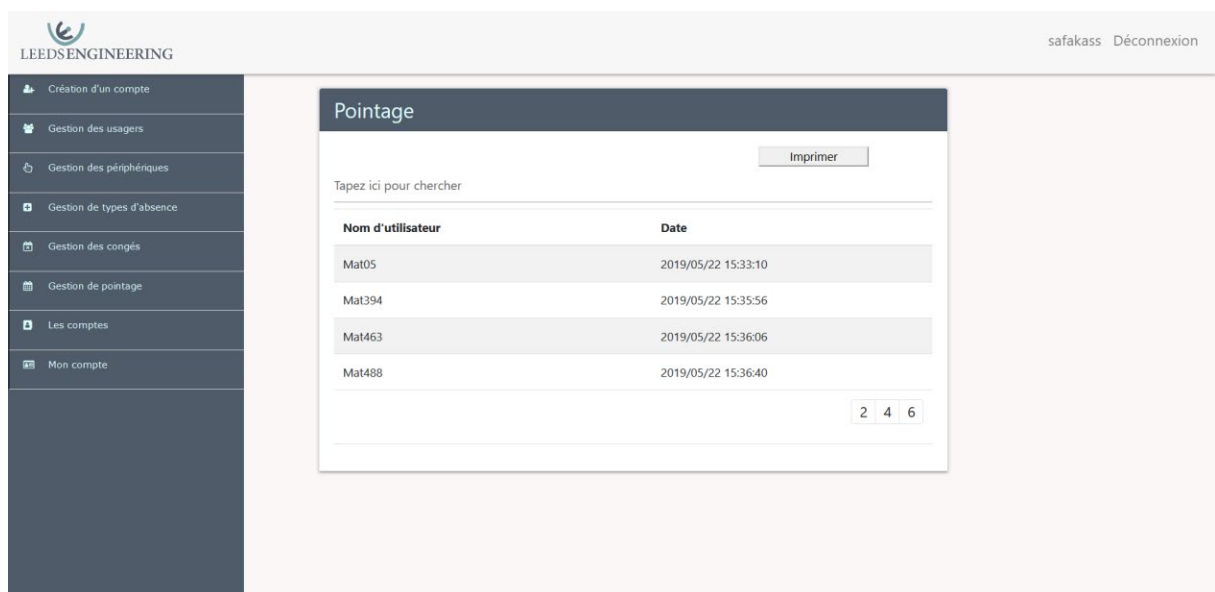 LEEDSENGINEERING
safakass Déconnexion
Création d'un compte
Gestion des usagers
Gestion des périphériques
Gestion de types d'absence
Gestion des congés
Gestion de pointage
Les comptes
Mon compte
Pointage
Imprimer
Tapez ici pour chercher
Nom d'utilisateur Date
Mat05 2019/05/22 15:33:10
Mat394 2019/05/22 15:35:56
Mat463 2019/05/22 15:36:06
Mat488 2019/05/22 15:36:40
2 4 6